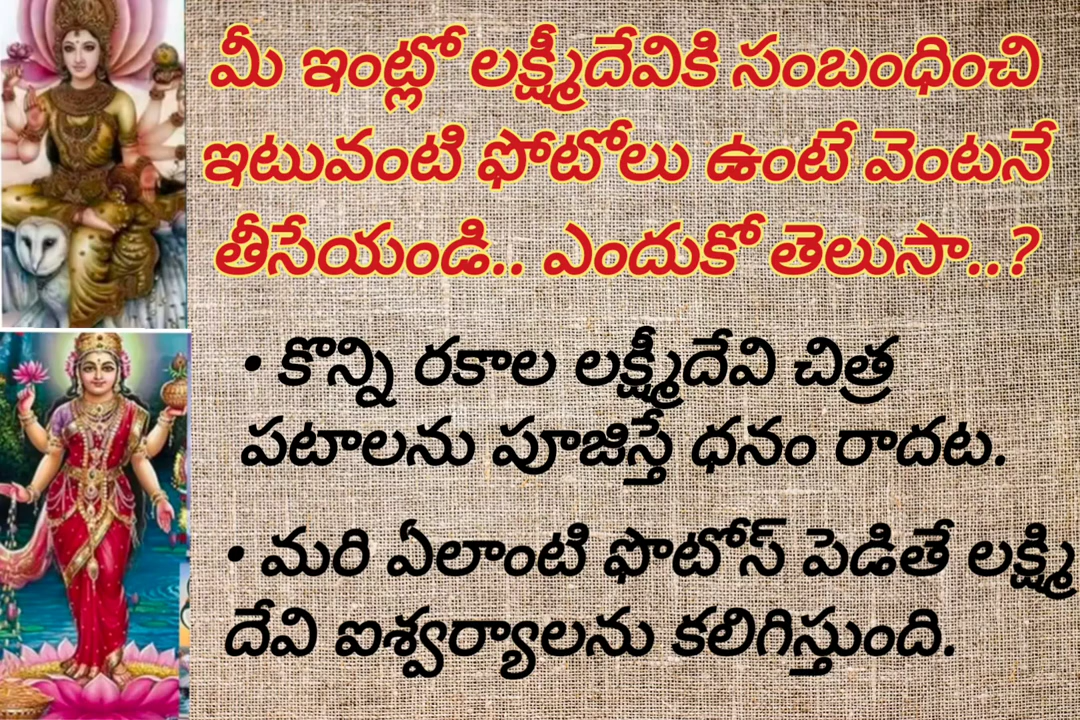 మీ ఇంట్లో లక్ష్మీదేవికి సంబంధించి
ఇటువంటి ఫోటోలు ఉంటే వెంటనే
తీసేయండి.. ఎందుకో తెలుసా..?
• కొన్ని రకాల లక్ష్మీదేవి చిత్ర
పటాలను పూజిస్తే ధనం రాదట.
• మరి ఏలాంటి ఫొటోస్ పెడితే లక్ష్మి
దేవి ఐశ్వర్యాలను కలిగిస్తుంది.